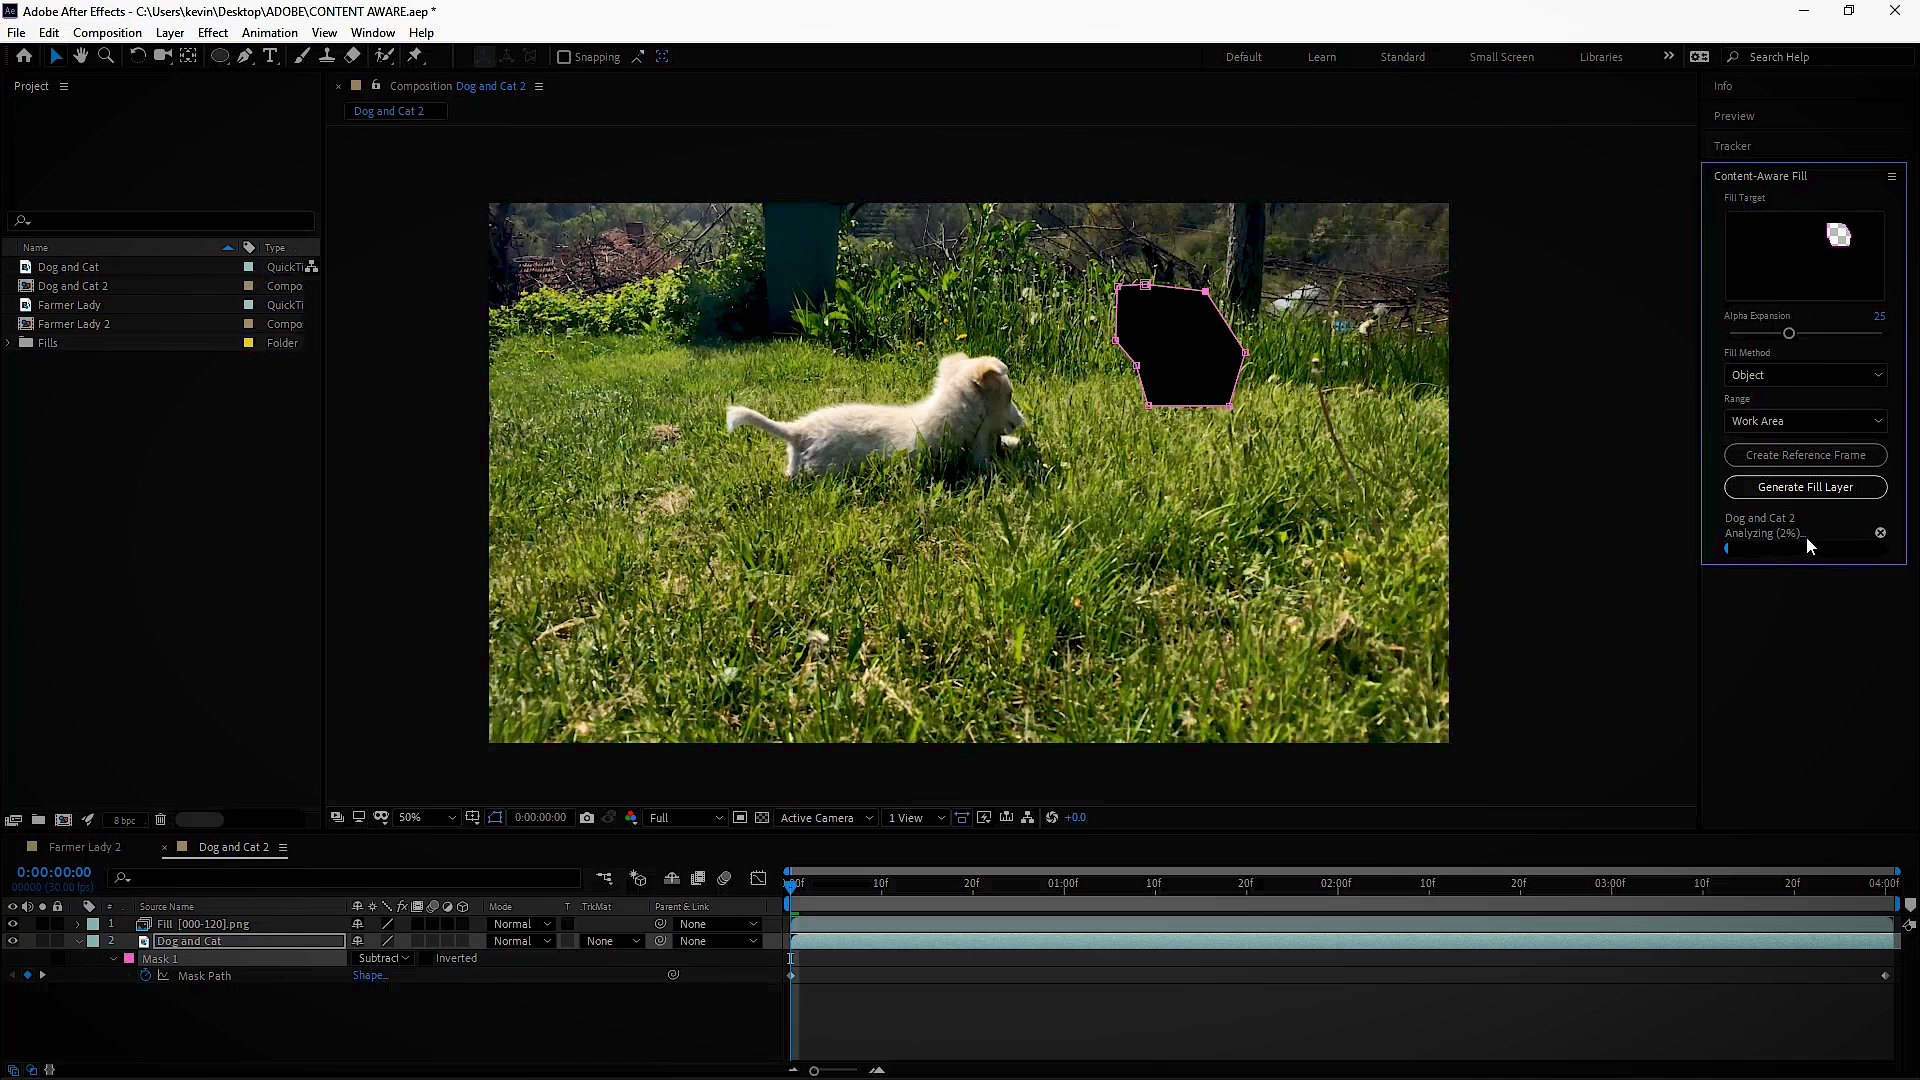 Ae Adobe After Effects - C:\Users\kevin\Desktop\ADOBE\CONTENT AWARE.aep *
File Edit Composition Layer Effect Animation View Window Help
Snapping Default Learn Standard Small Screen Libraries Search Help
Project
Composition Dog and Cat 2
Dog and Cat 2
Info
Preview
Tracker
Content-Aware Fill
Fill Target
Alpha Expansion 25
Fill Method
Object
Range
Work Area
Create Reference Frame
Generate Fill Layer
Dog and Cat 2
Analyzing (2%)...
Name Type
Dog and Cat QuickTi
Dog and Cat 2 Compo
Farmer Lady QuickTi
Farmer Lady 2 Compo
Fills Folder
8 bpc
50% 0:00:00:00 Full Active Camera 1 View +0.0
Farmer Lady 2 Dog and Cat 2
0:00:00:00
00000 (30.00 fps)
:00f 10f 20f 01:00f 10f 20f 02:00f 10f 20f 03:00f 10f 20f 04:00f
# Source Name Mode T .TrkMat Parent & Link
1 Fill_[000-120].png Normal None
2 Dog and Cat Normal None None
Mask 1 Subtract Inverted
Mask Path Shape...